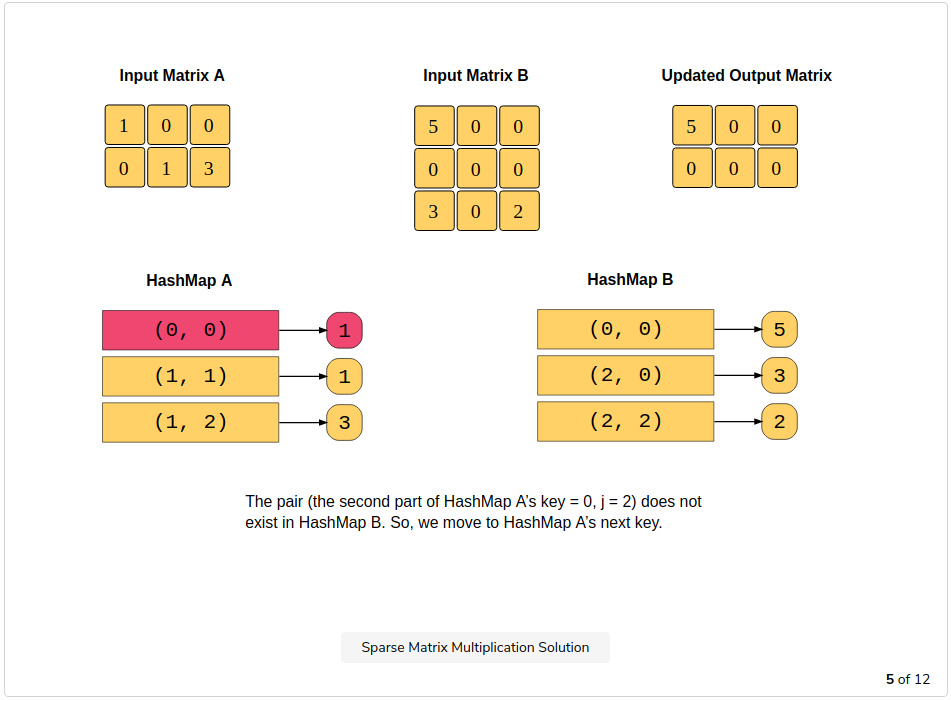 Input Matrix A
Input Matrix B
Updated Output Matrix
1 0 0
0 1 3
5 0 0
0 0 0
3 0 2
5 0 0
0 0 0
HashMap A
(0, 0) 1
(1, 1) 1
(1, 2) 3
HashMap B
(0, 0) 5
(2, 0) 3
(2, 2) 2
The pair (the second part of HashMap A's key = 0, j = 2) does not
exist in HashMap B. So, we move to HashMap A's next key.
Sparse Matrix Multiplication Solution
5 of 12